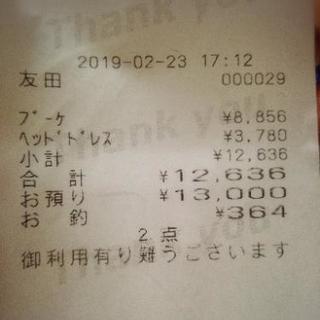 Thank you
2019-02-23 17:12
友田 000029
ﾌﾞｰｹ ¥8,856
ﾍｯﾄﾞﾄﾞﾚｽ ¥3,780
小計 ¥12,636
合計 ¥12,636
お預り ¥13,000
お釣 ¥364
2点
御利用有り難うございます